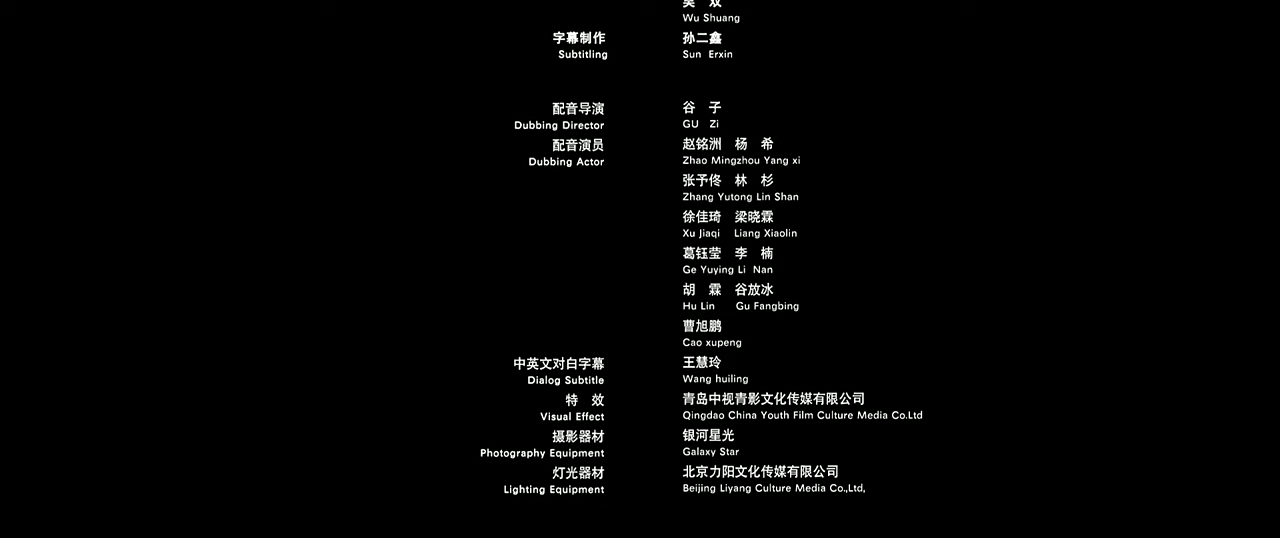 吴 双
Wu Shuang
字幕制作 孙二鑫
Subtitling Sun Erxin
配音导演 谷 子
Dubbing Director GU Zi
配音演员 赵铭洲 杨 希
Dubbing Actor Zhao Mingzhou Yang xi
张予佟 林 杉
Zhang Yutong Lin Shan
徐佳琦 梁晓霖
Xu Jiaqi Liang Xiaolin
葛钰莹 李 楠
Ge Yuying Li Nan
胡 霖 谷放冰
Hu Lin Gu Fangbing
曹旭鹏
Cao xupeng
中英文对白字幕 王慧玲
Dialog Subtitle Wang huiling
特 效 青岛中视青影文化传媒有限公司
Visual Effect Qingdao China Youth Film Culture Media Co.Ltd
摄影器材 银河星光
Photography Equipment Galaxy Star
灯光器材 北京力阳文化传媒有限公司
Lighting Equipment Beijing Liyang Culture Media Co.,Ltd,